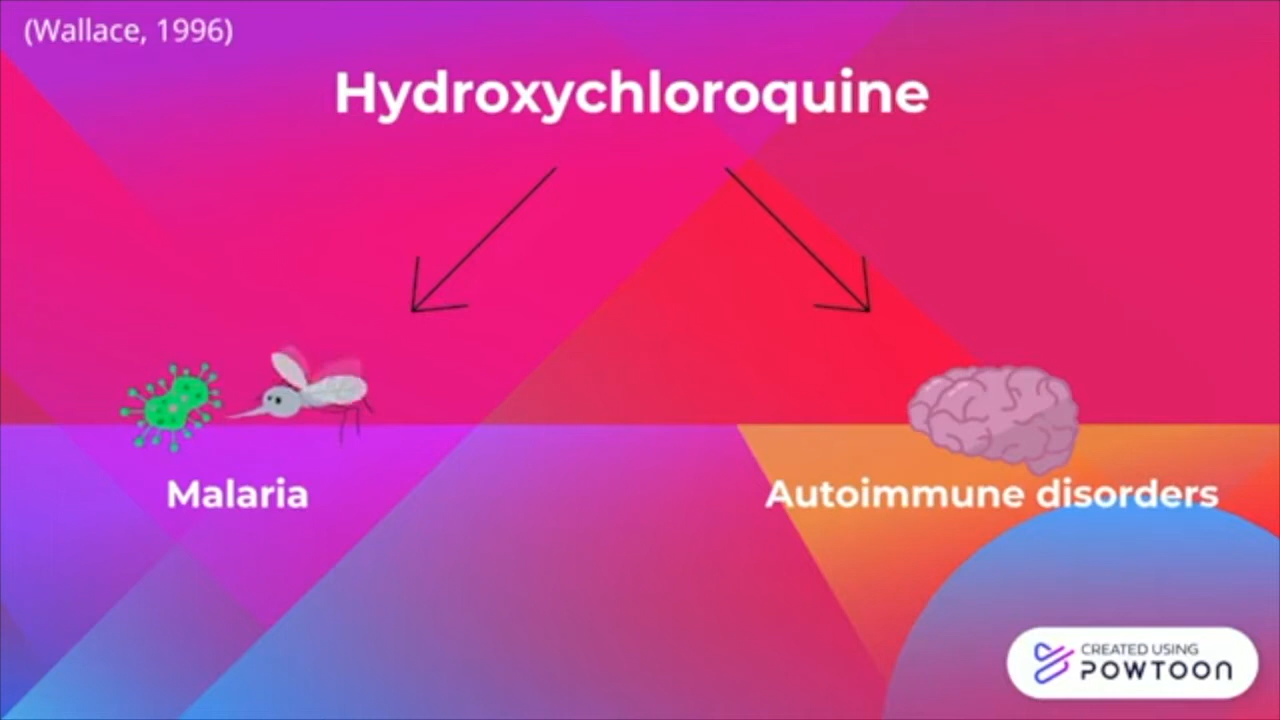 (Wallace, 1996)
Hydroxychloroquine
Malaria
Autoimmune disorders
CREATED USING
POWTOON